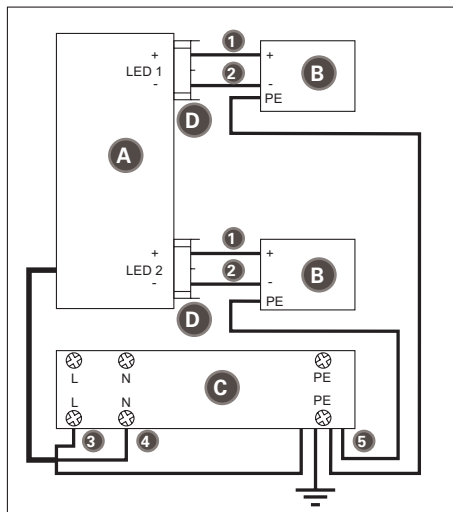 1
+ +
LED 1 2 B
- -
D PE
A
1
+ +
LED 2 2 B
- -
D PE
L N PE
C
L N PE
3 4 5